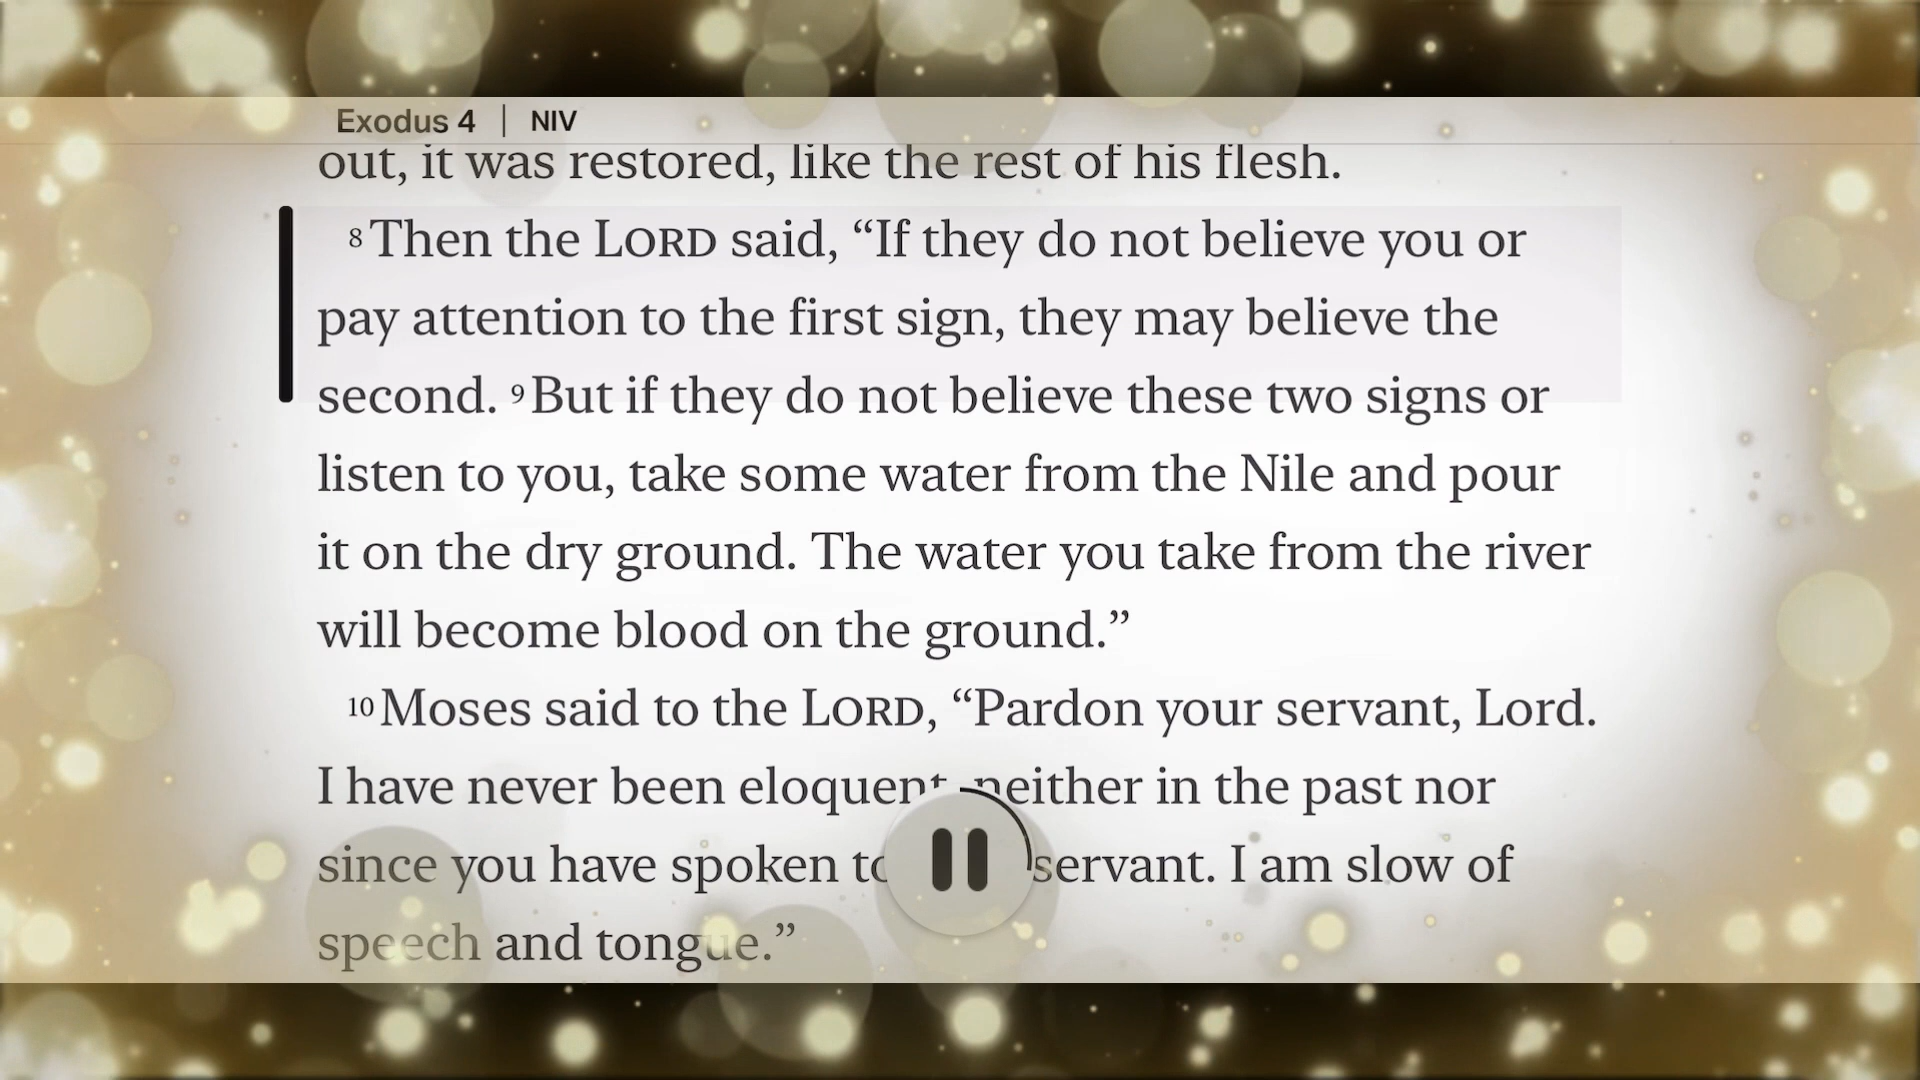 Exodus 4 | NIV
out, it was restored, like the rest of his flesh.
8 Then the LORD said, “If they do not believe you or
pay attention to the first sign, they may believe the
second. 9 But if they do not believe these two signs or
listen to you, take some water from the Nile and pour
it on the dry ground. The water you take from the river
will become blood on the ground.”
10 Moses said to the LORD, “Pardon your servant, Lord.
I have never been eloquent, neither in the past nor
since you have spoken to servant. I am slow of
speech and tongue.”